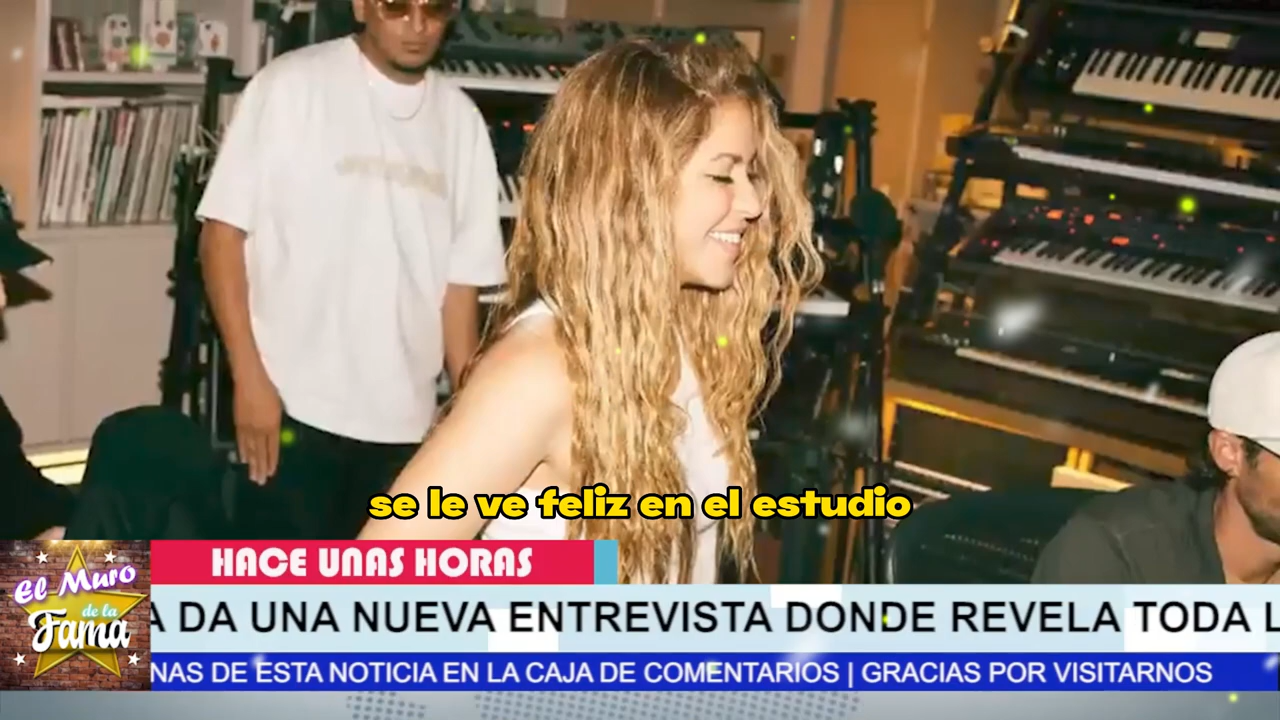 se le ve feliz en el estudio
HACE UNAS HORAS
El Muro
de la
Fama
A DA UNA NUEVA ENTREVISTA DONDE REVELA TODA L
NAS DE ESTA NOTICIA EN LA CAJA DE COMENTARIOS | GRACIAS POR VISITARNOS